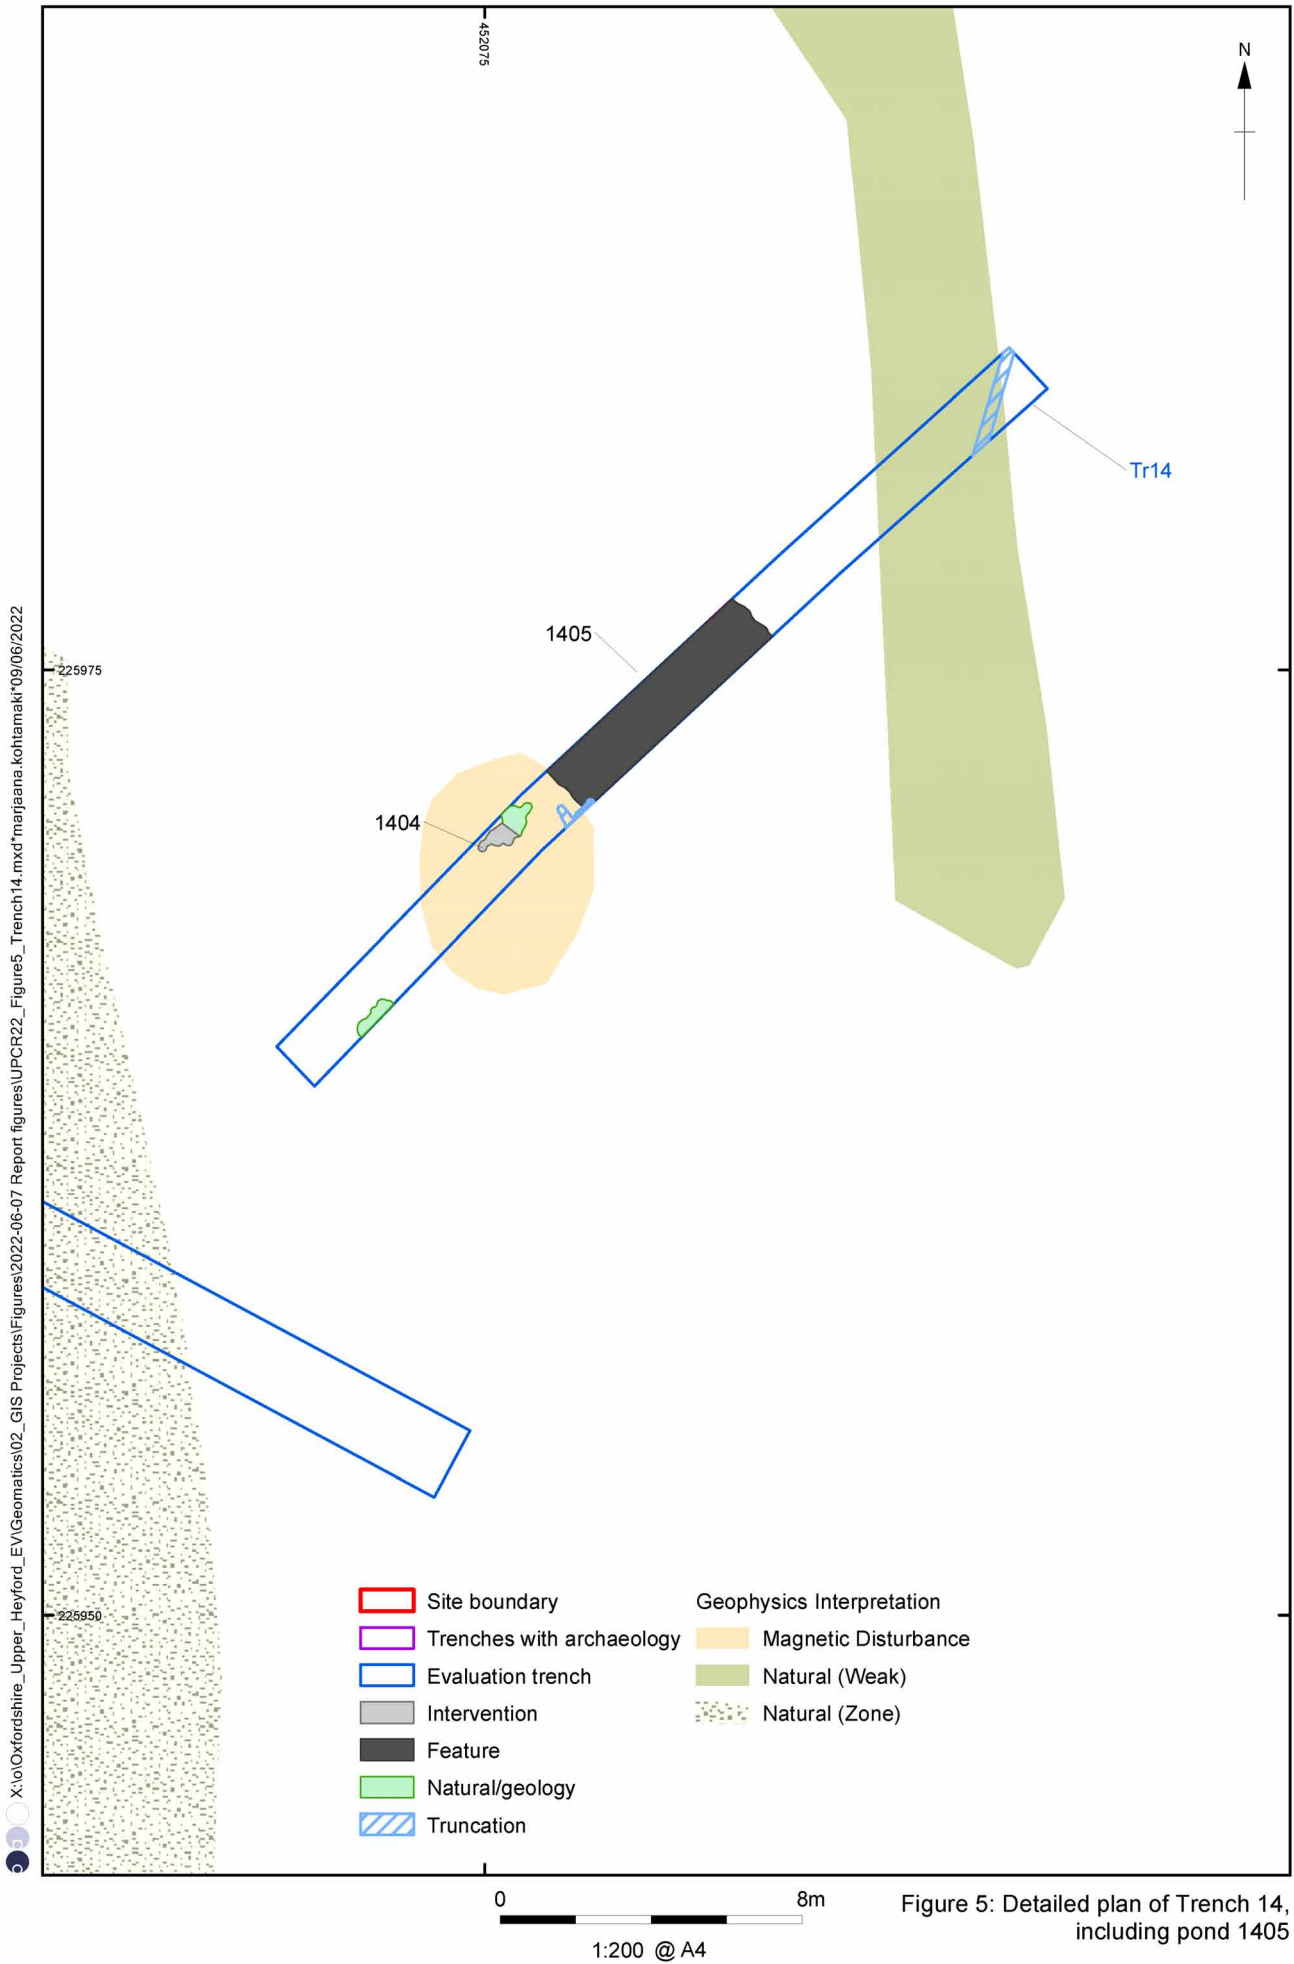 452075
N
Tr14
1405
225975
1404
225950
Site boundary
Trenches with archaeology
Evaluation trench
Intervention
Feature
Natural/geology
Truncation
Geophysics Interpretation
Magnetic Disturbance
Natural (Weak)
Natural (Zone)
0 8m
1:200 @ A4
Figure 5: Detailed plan of Trench 14,
including pond 1405
X:\o\Oxfordshire_Upper_Heyford_EV\Geomatics\02_GIS Projects\Figures\2022-06-07 Report figures\UPCR22_Figure5_Trench14.mxd*marjaana.kohtamaki*09/06/2022